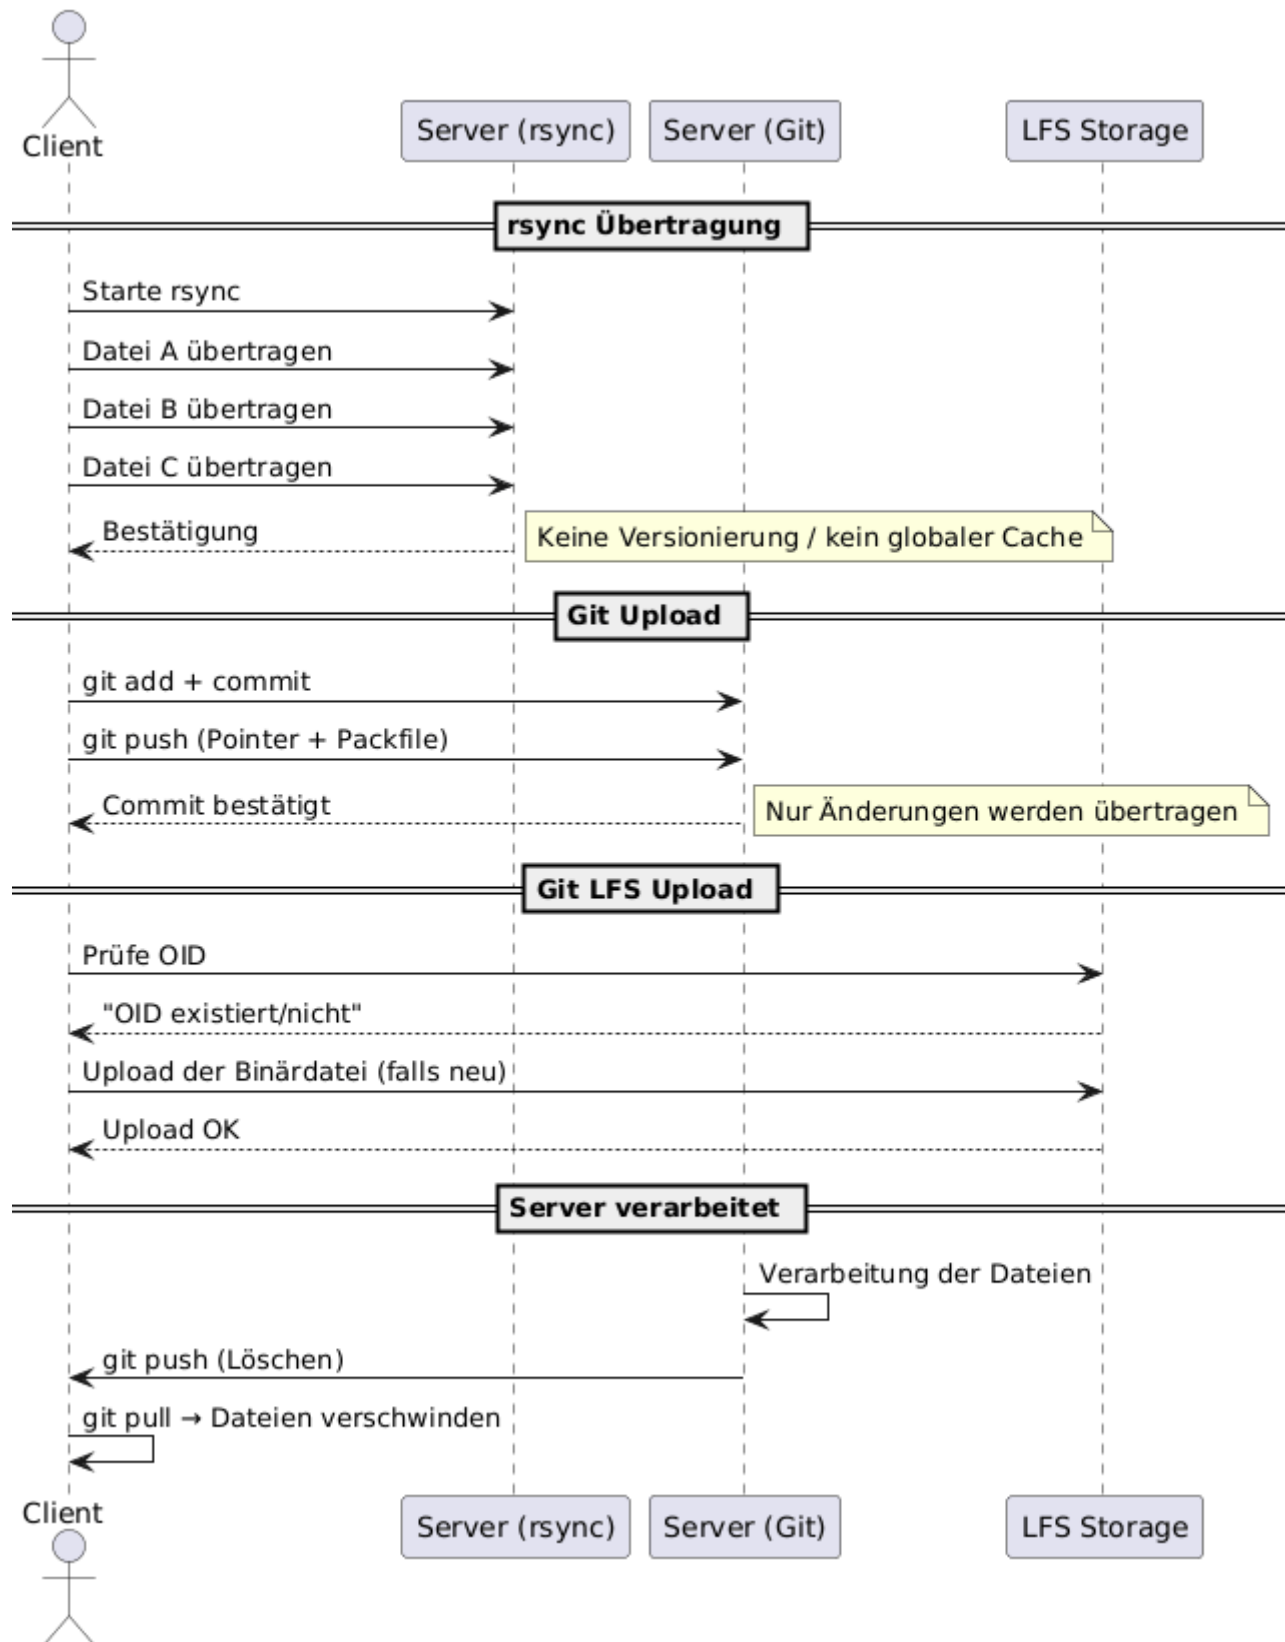 Client
Server (rsync)
Server (Git)
LFS Storage
rsync Übertragung
Starte rsync
Datei A übertragen
Datei B übertragen
Datei C übertragen
Bestätigung
Keine Versionierung / kein globaler Cache
Git Upload
git add + commit
git push (Pointer + Packfile)
Commit bestätigt
Nur Änderungen werden übertragen
Git LFS Upload
Prüfe OID
"OID existiert/nicht"
Upload der Binärdatei (falls neu)
Upload OK
Server verarbeitet
Verarbeitung der Dateien
git push (Löschen)
git pull → Dateien verschwinden
Client
Server (rsync)
Server (Git)
LFS Storage